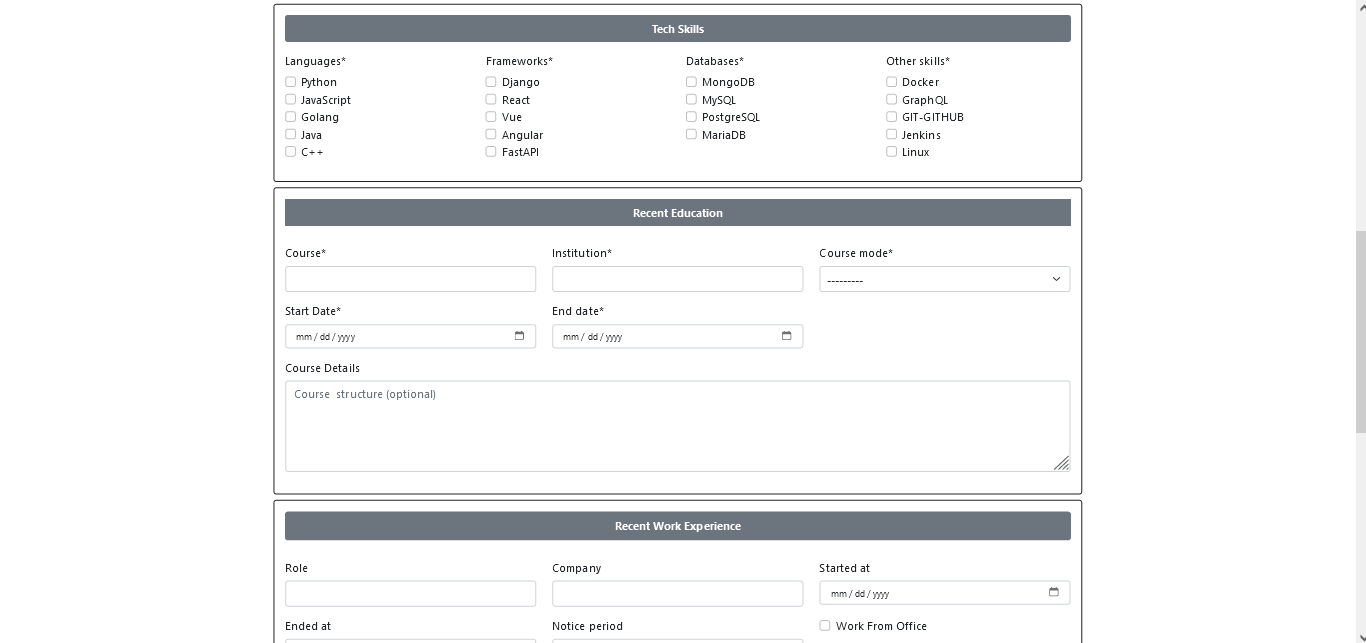 Tech Skills
Languages* Frameworks* Databases* Other skills*
Python Django MongoDB Docker
JavaScript React MySQL GraphQL
Golang Vue PostgreSQL GIT-GITHUB
Java Angular MariaDB Jenkins
C++ FastAPI Linux
Recent Education
Course* Institution* Course mode*
---------
Start Date* End date*
mm/dd/yyyy mm/dd/yyyy
Course Details
Course structure (optional)
Recent Work Experience
Role Company Started at
mm/dd/yyyy
Ended at Notice period Work From Office